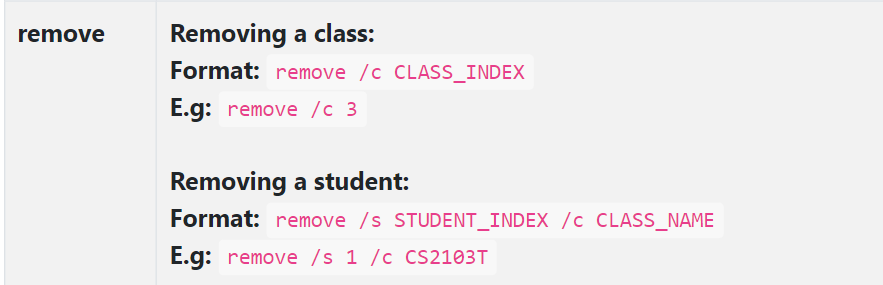 remove
Removing a class:
Format: remove /c CLASS_INDEX
E.g: remove /c 3
Removing a student:
Format: remove /s STUDENT_INDEX /c CLASS_NAME
E.g: remove /s 1 /c CS2103T